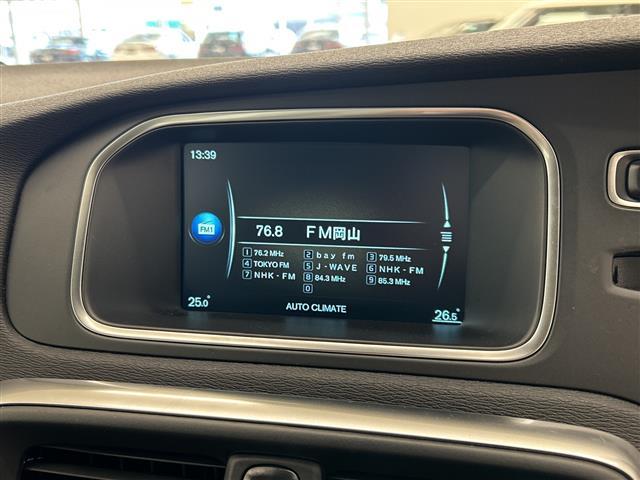 13:39
FM1
76.8 FM岡山
1 76.2 MHz 2 bay fm 3 79.5 MHz
4 TOKYO FM 5 J-WAVE 6 NHK-FM
7 NHK-FM 8 84.3 MHz 9 85.3 MHz
0
25.0° AUTO CLIMATE 26.5°